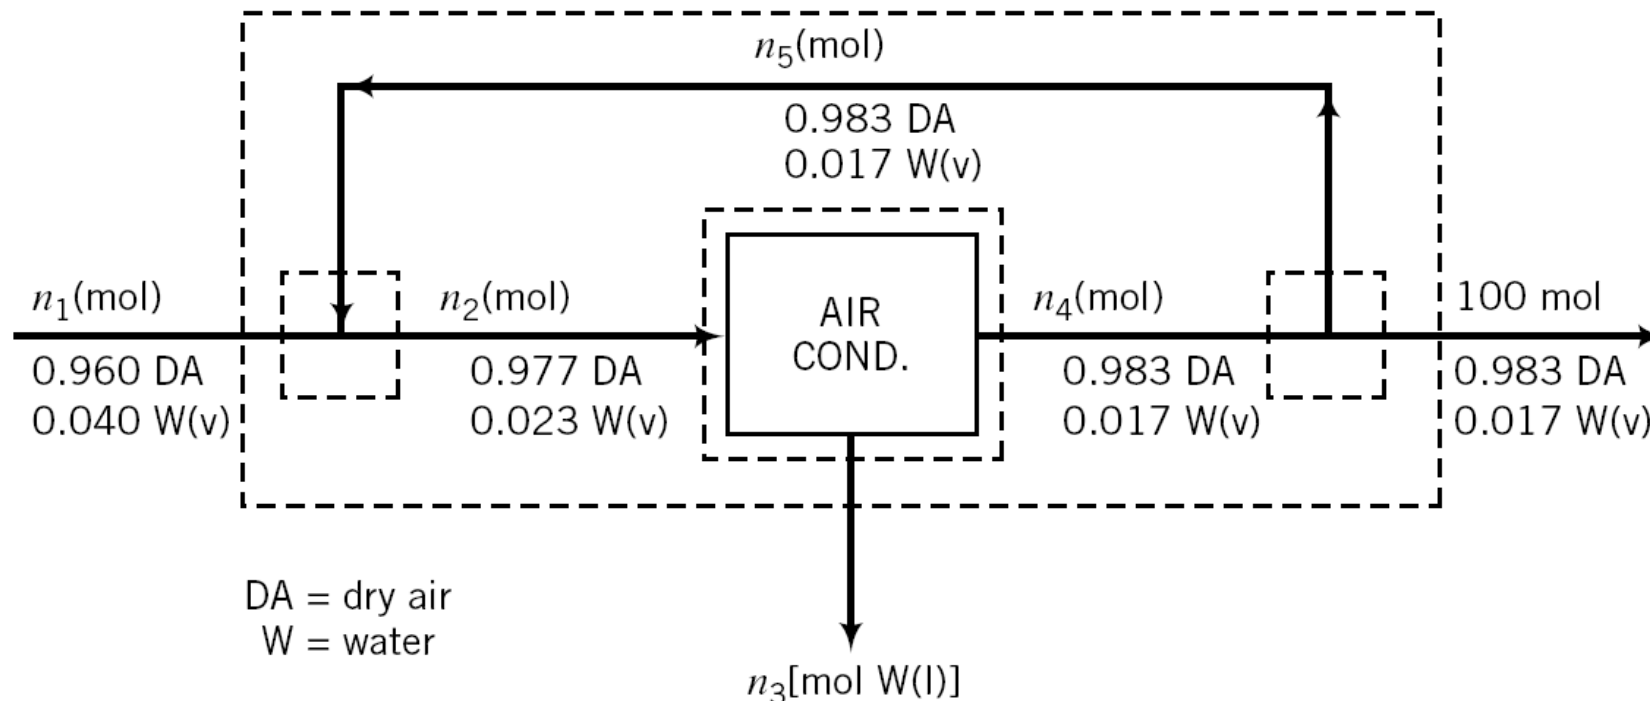 n₅(mol)
0.983 DA
0.017 W(v)
n₁(mol)
0.960 DA
0.040 W(v)
n₂(mol)
0.977 DA
0.023 W(v)
AIR
COND.
n₄(mol)
0.983 DA
0.017 W(v)
100 mol
0.983 DA
0.017 W(v)
DA = dry air
W = water
n₃[mol W(l)]